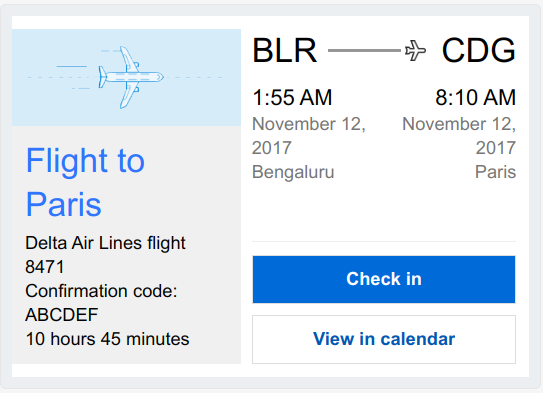 Flight to
Paris
Delta Air Lines flight
8471
Confirmation code:
ABCDEF
10 hours 45 minutes
BLR CDG
1:55 AM 8:10 AM
November 12, November 12,
2017 2017
Bengaluru Paris
Check in
View in calendar